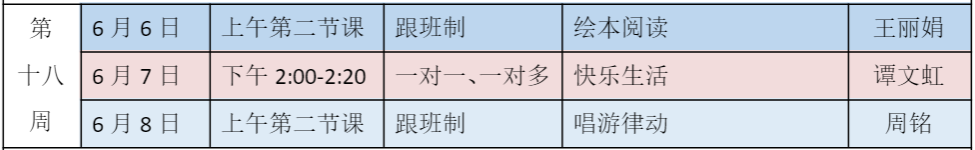 第 6月6日 上午第二节课 跟班制 绘本阅读 王丽娟
十八 6月7日 下午 2:00-2:20 一对一、一对多 快乐生活 谭文虹
周 6月8日 上午第二节课 跟班制 唱游律动 周铭